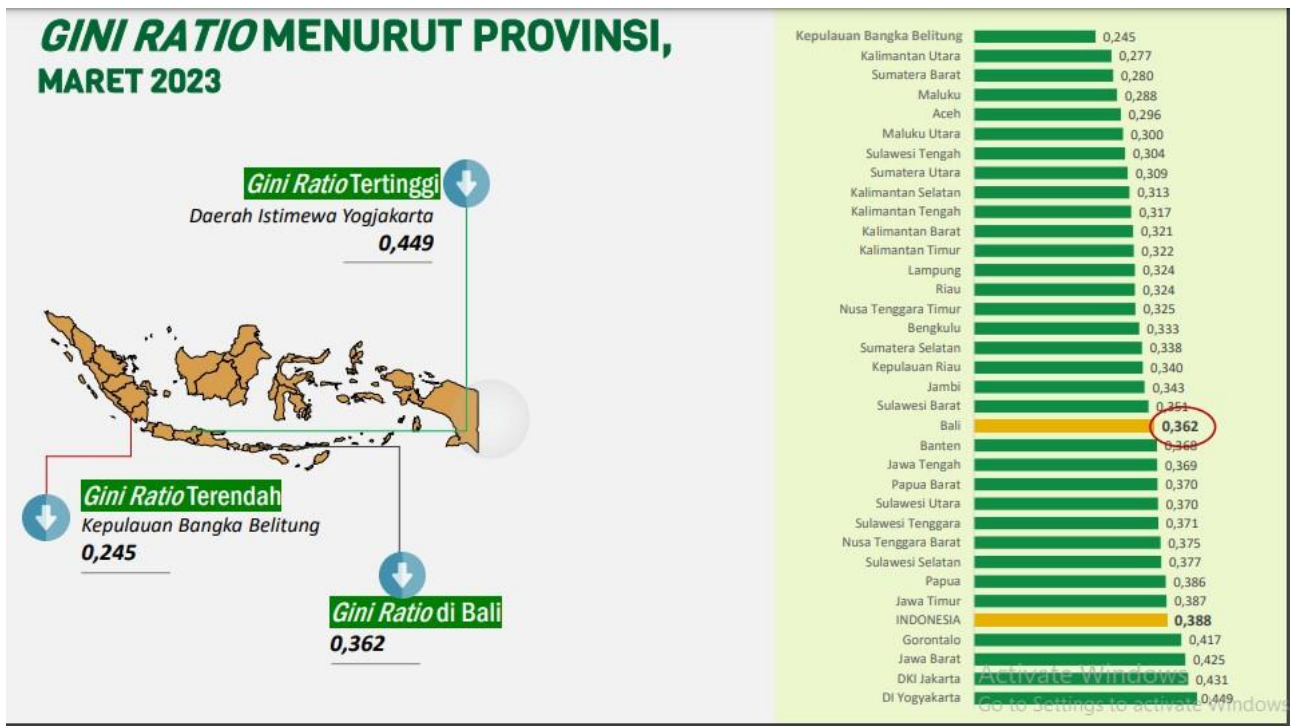 GINI RATIO MENURUT PROVINSI,
MARET 2023
Gini Ratio Tertinggi
Daerah Istimewa Yogjakarta
0,449
Gini Ratio Terendah
Kepulauan Bangka Belitung
0,245
Gini Ratio di Bali
0,362
Kepulauan Bangka Belitung 0,245
Kalimantan Utara 0,277
Sumatera Barat 0,280
Maluku 0,288
Aceh 0,296
Maluku Utara 0,300
Sulawesi Tengah 0,304
Sumatera Utara 0,309
Kalimantan Selatan 0,313
Kalimantan Tengah 0,317
Kalimantan Barat 0,321
Kalimantan Timur 0,322
Lampung 0,324
Riau 0,324
Nusa Tenggara Timur 0,325
Bengkulu 0,333
Sumatera Selatan 0,338
Kepulauan Riau 0,340
Jambi 0,343
Sulawesi Barat 0,351
Bali 0,362
Banten 0,368
Jawa Tengah 0,369
Papua Barat 0,370
Sulawesi Utara 0,370
Sulawesi Tenggara 0,371
Nusa Tenggara Barat 0,375
Sulawesi Selatan 0,377
Papua 0,386
Jawa Timur 0,387
INDONESIA 0,388
Gorontalo 0,417
Jawa Barat 0,425
DKI Jakarta 0,431
DI Yogyakarta 0,449
Activate Windows
Go to Settings to activate Windows